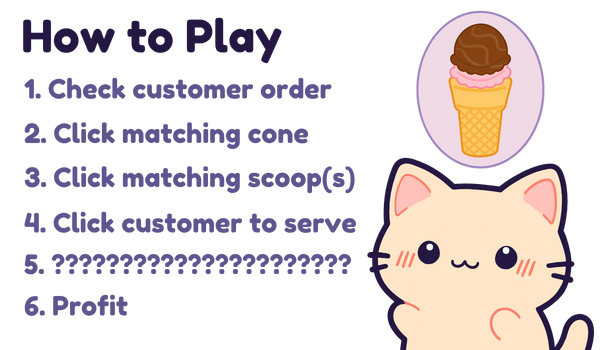 How to Play
1. Check customer order
2. Click matching cone
3. Click matching scoop(s)
4. Click customer to serve
5. ??????????????????????
6. Profit